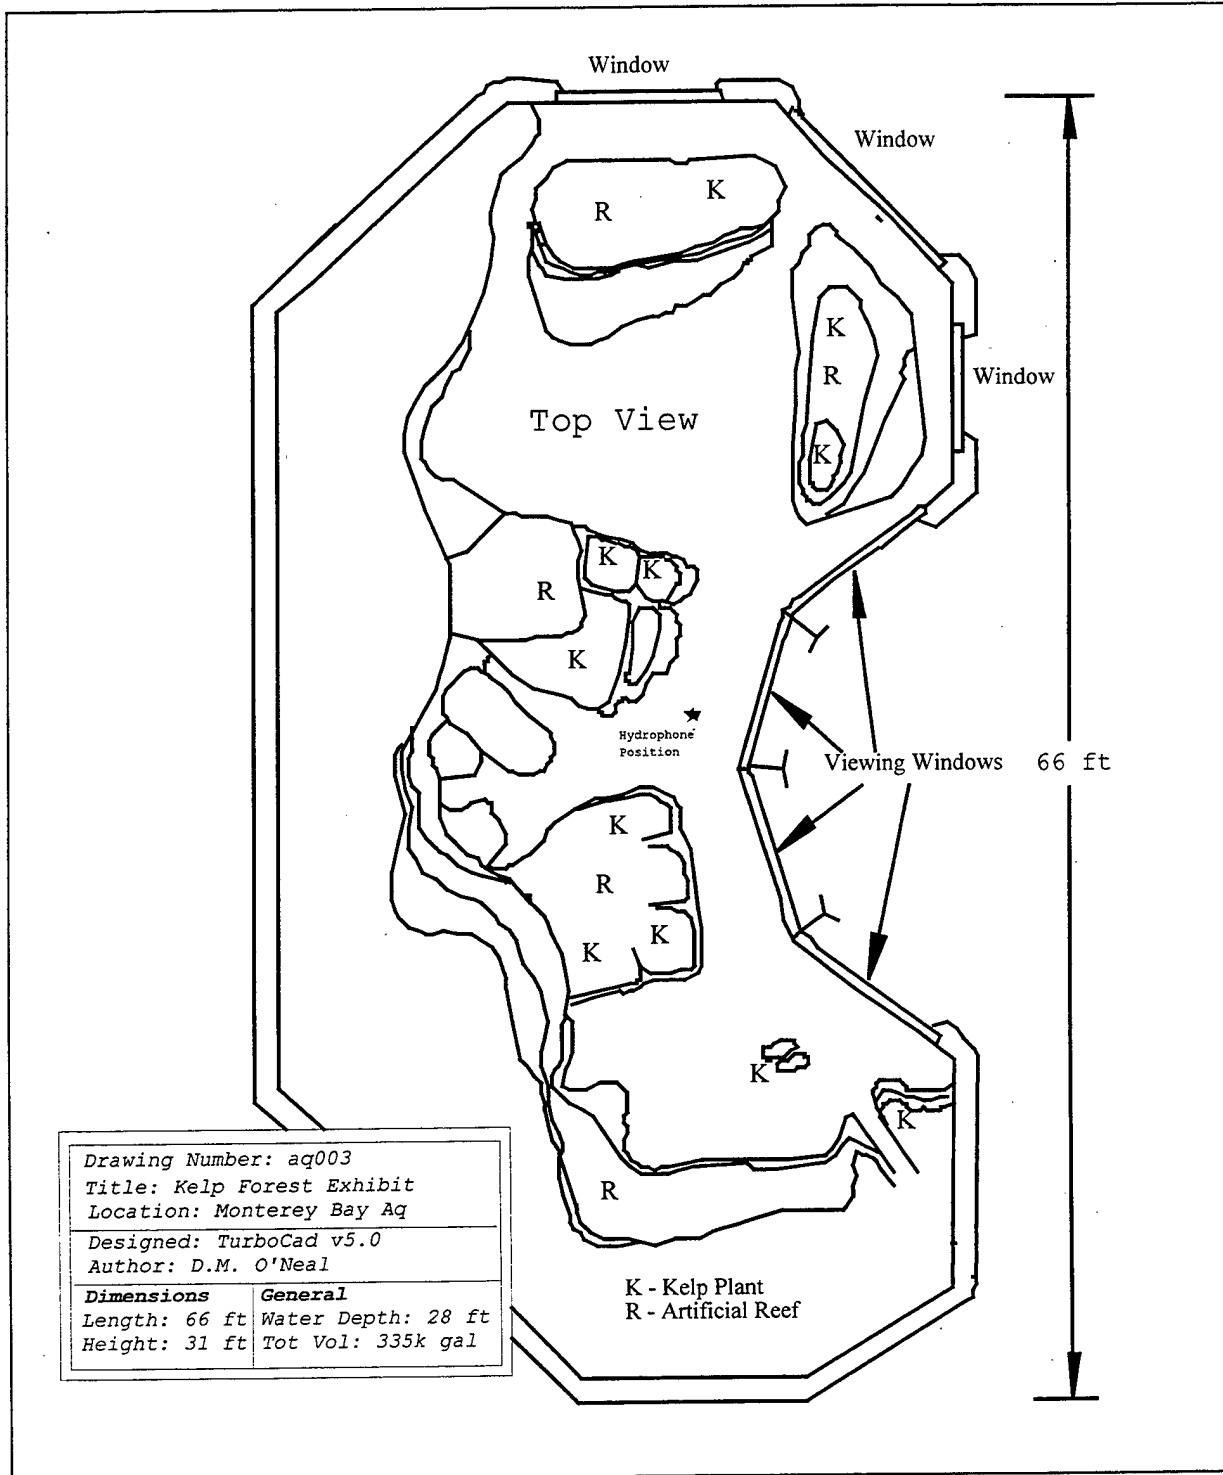 Window
Window
K
R
K
R
Window
Top View
K
K
K
R
K
Hydrophone
Position
Viewing Windows
66 ft
K
R
K
K
K
K
R
Drawing Number: aq003
Title: Kelp Forest Exhibit
Location: Monterey Bay Aq
Designed: TurboCad v5.0
Author: D.M. O'Neal
Dimensions General
Length: 66 ft Water Depth: 28 ft
Height: 31 ft Tot Vol: 335k gal
K - Kelp Plant
R - Artificial Reef